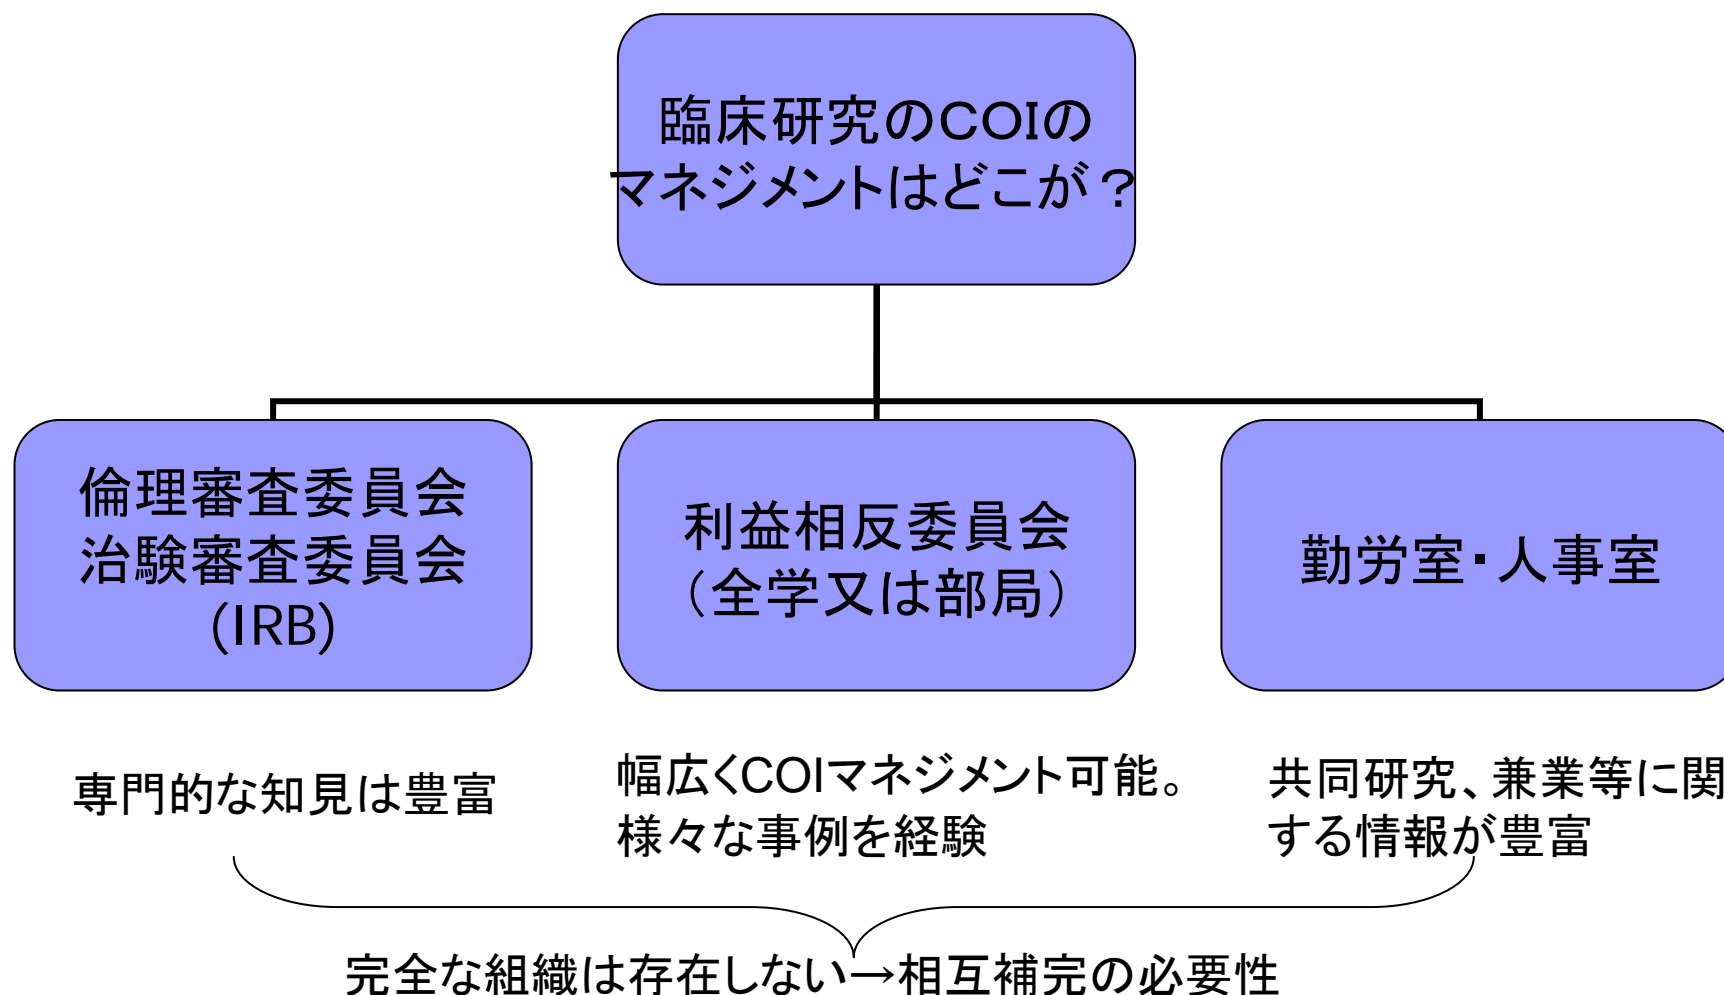 臨床研究のCOIの
マネジメントはどこが？
倫理審査委員会
治験審査委員会
(IRB)
利益相反委員会
（全学又は部局）
勤労室・人事室
専門的な知見は豊富
幅広くCOIマネジメント可能。
様々な事例を経験
共同研究、兼業等に関
する情報が豊富
完全な組織は存在しない→相互補完の必要性